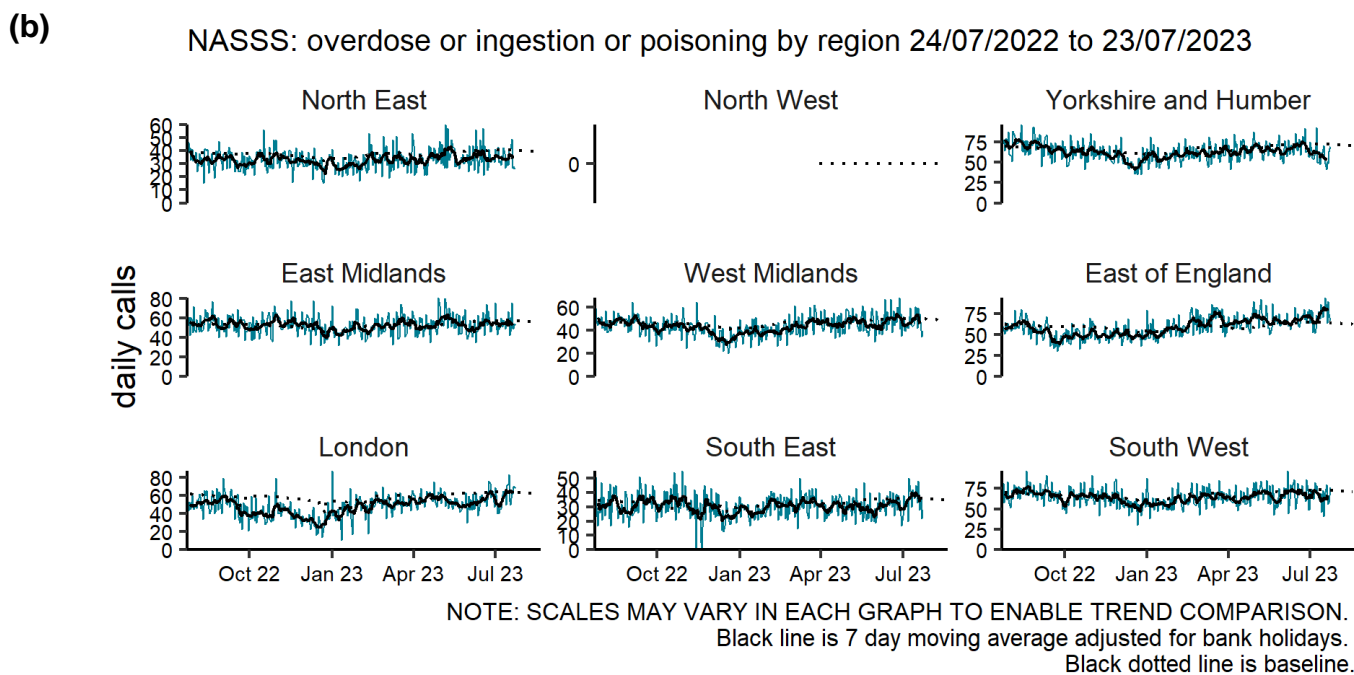 (b)
NASSS: overdose or ingestion or poisoning by region 24/07/2022 to 23/07/2023
daily calls
North East
60
50
40
30
20
10
0
North West
0
Yorkshire and Humber
75
50
25
0
East Midlands
80
60
40
20
0
West Midlands
60
40
20
0
East of England
75
50
25
0
London
80
60
40
20
0
Oct 22 Jan 23 Apr 23 Jul 23
South East
50
40
30
20
10
0
Oct 22 Jan 23 Apr 23 Jul 23
South West
75
50
25
0
Oct 22 Jan 23 Apr 23 Jul 23
NOTE: SCALES MAY VARY IN EACH GRAPH TO ENABLE TREND COMPARISON.
Black line is 7 day moving average adjusted for bank holidays.
Black dotted line is baseline.